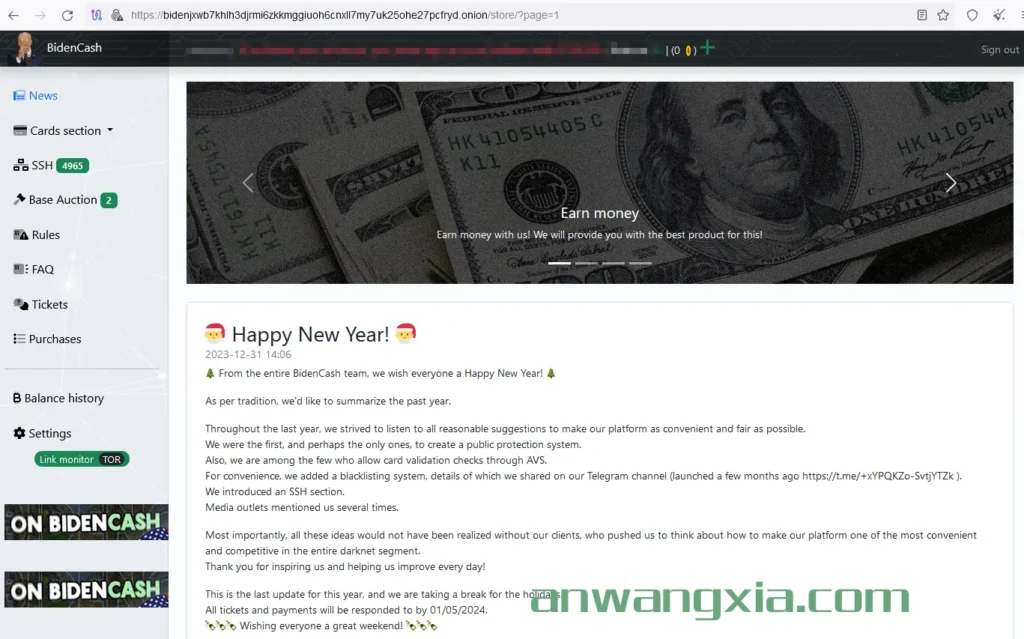 https://bidenjxwb7khlh3djrmi6zkkmggiuoh6cnxll7my7uk25ohe27pcfryd.onion/store/?page=1
BidenCash
| (0 )
Sign out
News
Cards section
SSH 4965
Base Auction 2
Rules
FAQ
Tickets
Purchases
Balance history
Settings
Link monitor TOR
ON BIDENCASH
ON BIDENCASH
FEDERAL RESERVE NOTE
HK41054405C
K11
HK 4105440
Earn money
Earn money with us! We will provide you with the best product for this!
Happy New Year!
2023-12-31 14:06
From the entire BidenCash team, we wish everyone a Happy New Year!
As per tradition, we'd like to summarize the past year.
Throughout the last year, we strived to listen to all reasonable suggestions to make our platform as convenient and fair as possible.
We were the first, and perhaps the only ones, to create a public protection system.
Also, we are among the few who allow card validation checks through AVS.
For convenience, we added a blacklisting system, details of which we shared on our Telegram channel (launched a few months ago https://t.me/+xYPQKZo-SvtjYTZk ).
We introduced an SSH section.
Media outlets mentioned us several times.
Most importantly, all these ideas would not have been realized without our clients, who pushed us to think about how to make our platform one of the most convenient
and competitive in the entire darknet segment.
Thank you for inspiring us and helping us improve every day!
This is the last update for this year, and we are taking a break for the holidays.
All tickets and payments will be responded to by 01/05/2024.
Wishing everyone a great weekend!
anwangxia.com